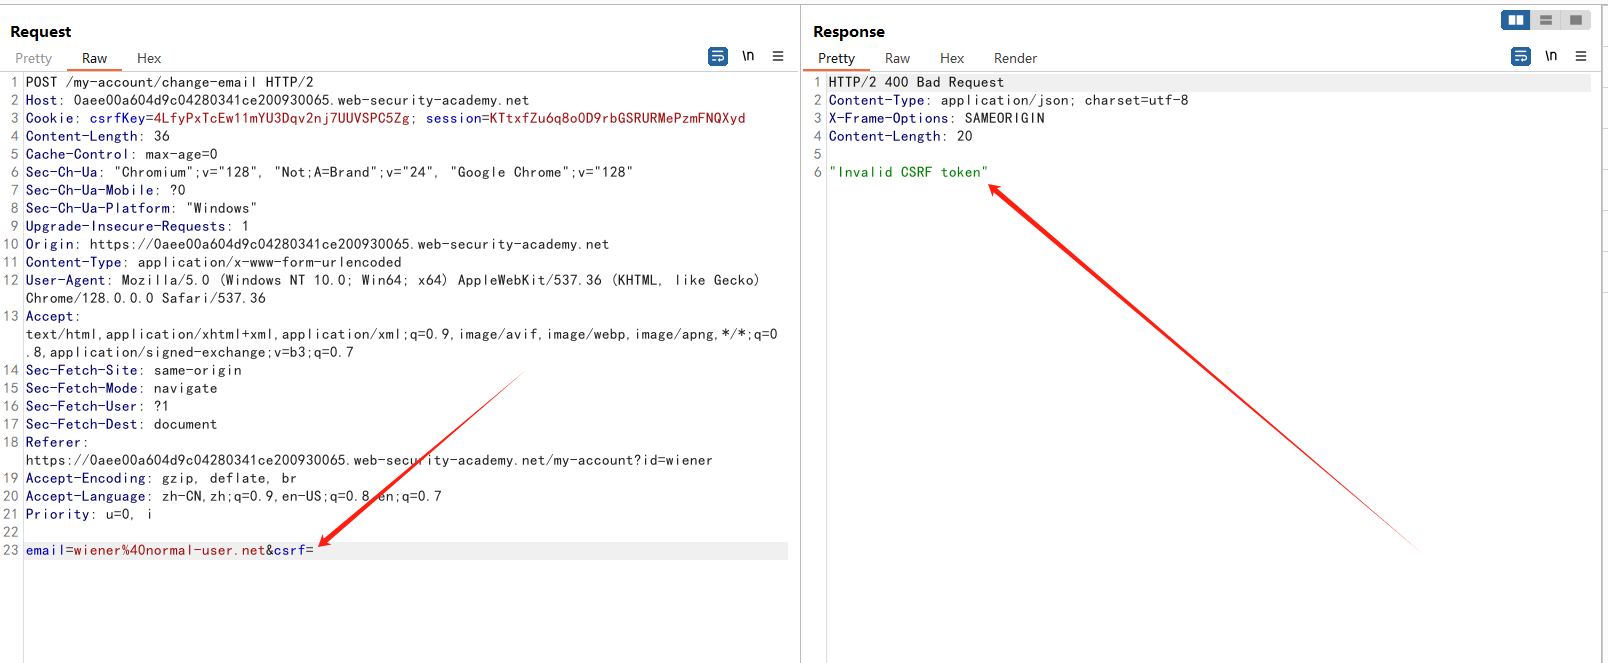 Request
Pretty Raw Hex \n
1 POST /my-account/change-email HTTP/2
2 Host: 0aee00a604d9c04280341ce200930065.web-security-academy.net
3 Cookie: csrfKey=4LfyPxTcEw11mYU3Dqv2nj7UUVSPC5Zg; session=KTtxfZu6q8oOD9rbGSRURMePzmFNQXyd
4 Content-Length: 36
5 Cache-Control: max-age=0
6 Sec-Ch-Ua: "Chromium";v="128", "Not;A=Brand";v="24", "Google Chrome";v="128"
7 Sec-Ch-Ua-Mobile: ?0
8 Sec-Ch-Ua-Platform: "Windows"
9 Upgrade-Insecure-Requests: 1
10 Origin: https://0aee00a604d9c04280341ce200930065.web-security-academy.net
11 Content-Type: application/x-www-form-urlencoded
12 User-Agent: Mozilla/5.0 (Windows NT 10.0; Win64; x64) AppleWebKit/537.36 (KHTML, like Gecko)
Chrome/128.0.0.0 Safari/537.36
13 Accept:
text/html,application/xhtml+xml,application/xml;q=0.9,image/avif,image/webp,image/apng,*/*;q=0
.8,application/signed-exchange;v=b3;q=0.7
14 Sec-Fetch-Site: same-origin
15 Sec-Fetch-Mode: navigate
16 Sec-Fetch-User: ?1
17 Sec-Fetch-Dest: document
18 Referer:
https://0aee00a604d9c04280341ce200930065.web-security-academy.net/my-account?id=wiener
19 Accept-Encoding: gzip, deflate, br
20 Accept-Language: zh-CN,zh;q=0.9,en-US;q=0.8,en;q=0.7
21 Priority: u=0, i
22
23 email=wiener%40normal-user.net&csrf=
Response
Pretty Raw Hex Render \n
1 HTTP/2 400 Bad Request
2 Content-Type: application/json; charset=utf-8
3 X-Frame-Options: SAMEORIGIN
4 Content-Length: 20
5
6 "Invalid CSRF token"